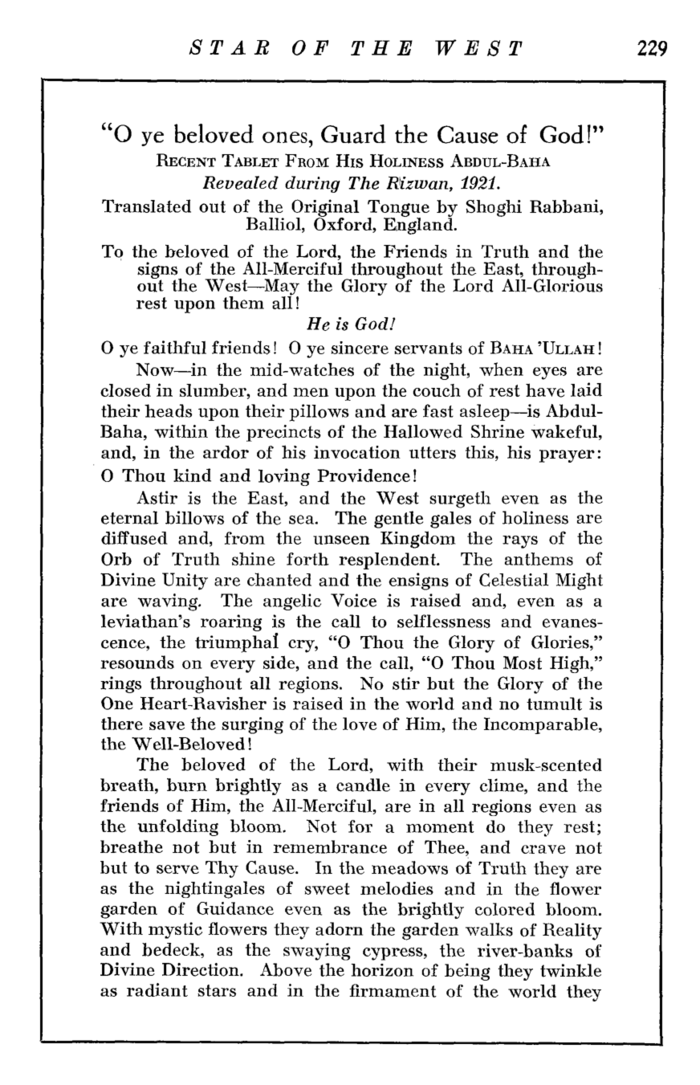 STAR OF THE WEST 229
“O ye beloved ones, Guard the Cause of God!”
RECENT TABLET FROM HIS HOLINESS ABDUL-BAHA
Revealed during The Rizwan, 1921.
Translated out of the Original Tongue by Shoghi Rabbani,
Balliol, Oxford, England.
To the beloved of the Lord, the Friends in Truth and the
signs of the All-Merciful throughout the East, through-
out the West—May the Glory of the Lord All-Glorious
rest upon them all!
He is God!
O ye faithful friends! O ye sincere servants of BAHA ’ULLAH!
Now—in the mid-watches of the night, when eyes are
closed in slumber, and men upon the couch of rest have laid
their heads upon their pillows and are fast asleep—is Abdul-
Baha, within the precincts of the Hallowed Shrine wakeful,
and, in the ardor of his invocation utters this, his prayer:
O Thou kind and loving Providence!
Astir is the East, and the West surgeth even as the
eternal billows of the sea. The gentle gales of holiness are
diffused and, from the unseen Kingdom the rays of the
Orb of Truth shine forth resplendent. The anthems of
Divine Unity are chanted and the ensigns of Celestial Might
are waving. The angelic Voice is raised and, even as a
leviathan’s roaring is the call to selflessness and evanes-
cence, the triumphal cry, “O Thou the Glory of Glories,”
resounds on every side, and the call, “O Thou Most High,”
rings throughout all regions. No stir but the Glory of the
One Heart-Ravisher is raised in the world and no tumult is
there save the surging of the love of Him, the Incomparable,
the Well-Beloved!
The beloved of the Lord, with their musk-scented
breath, burn brightly as a candle in every clime, and the
friends of Him, the All-Merciful, are in all regions even as
the unfolding bloom. Not for a moment do they rest;
breathe not but in remembrance of Thee, and crave not
but to serve Thy Cause. In the meadows of Truth they are
as the nightingales of sweet melodies and in the flower
garden of Guidance even as the brightly colored bloom.
With mystic flowers they adorn the garden walks of Reality
and bedeck, as the swaying cypress, the river-banks of
Divine Direction. Above the horizon of being they twinkle
as radiant stars and in the firmament of the world they